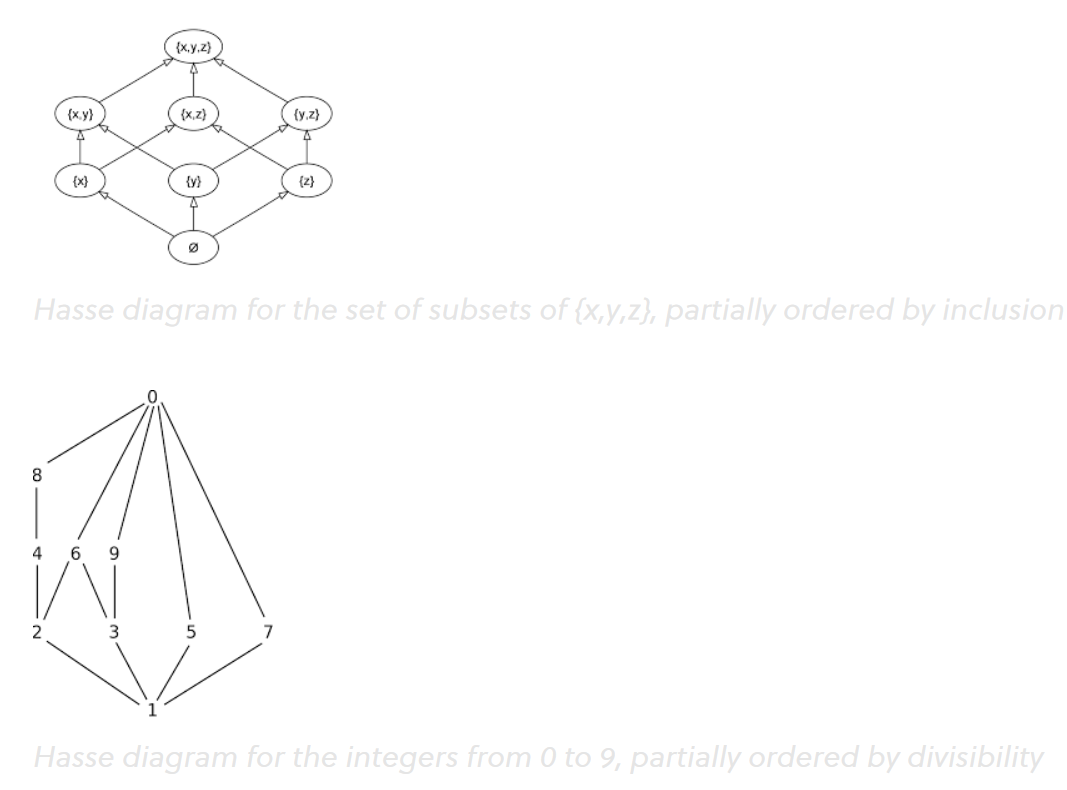 {x,y,z}
{x,y} {x,z} {y,z}
{x} {y} {z}
Ø
Hasse diagram for the set of subsets of {x,y,z}, partially ordered by inclusion
0
8
4 6 9
2 3 5 7
1
Hasse diagram for the integers from 0 to 9, partially ordered by divisibility